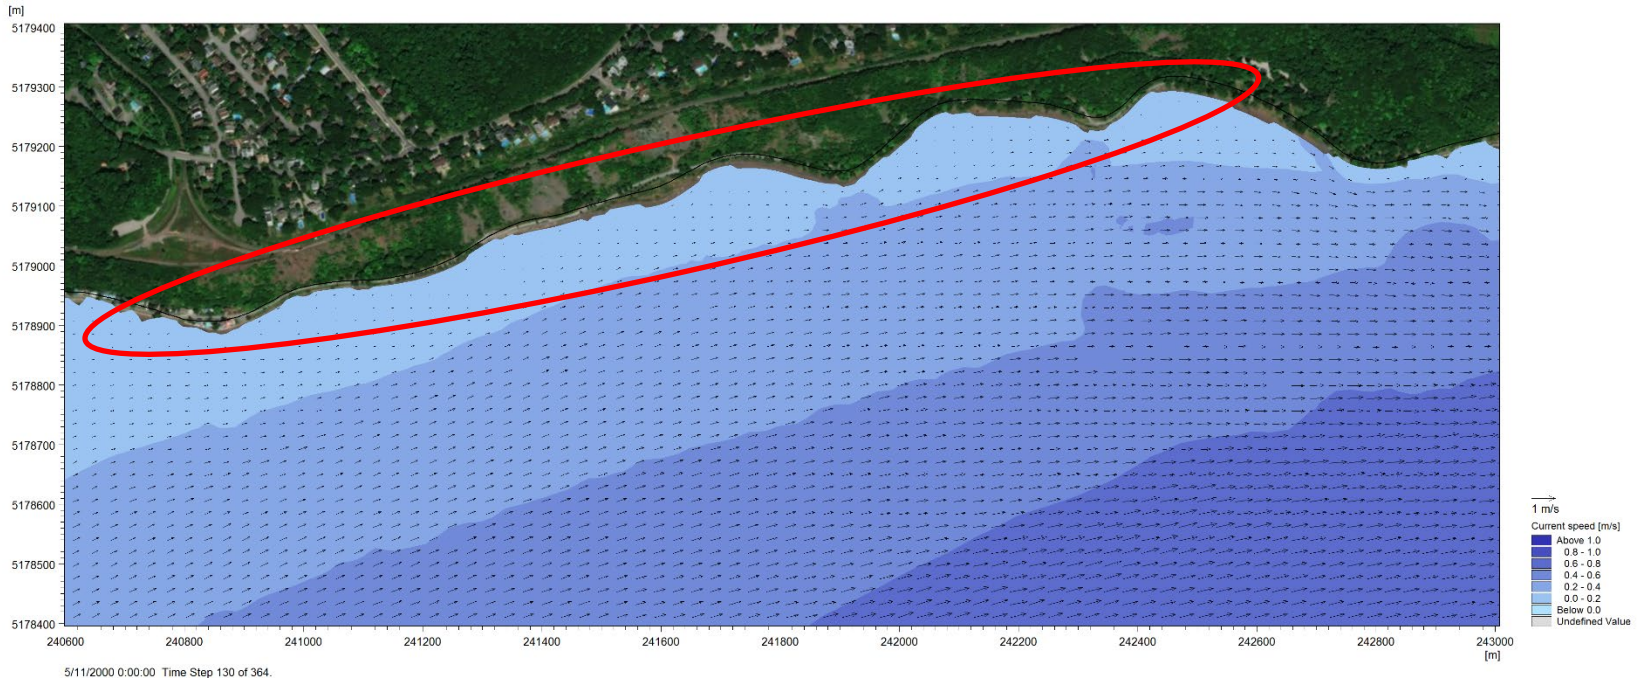 [m]
5179400
5179300
5179200
5179100
5179000
5178900
5178800
5178700
5178600
5178500
5178400
240600 240800 241000 241200 241400 241600 241800 242000 242200 242400 242600 242800 243000
[m]
5/11/2000 0:00:00 Time Step 130 of 364.
1 m/s
Current speed [m/s]
Above 1.0
0.8 - 1.0
0.6 - 0.8
0.4 - 0.6
0.2 - 0.4
0.0 - 0.2
Below 0.0
Undefined Value